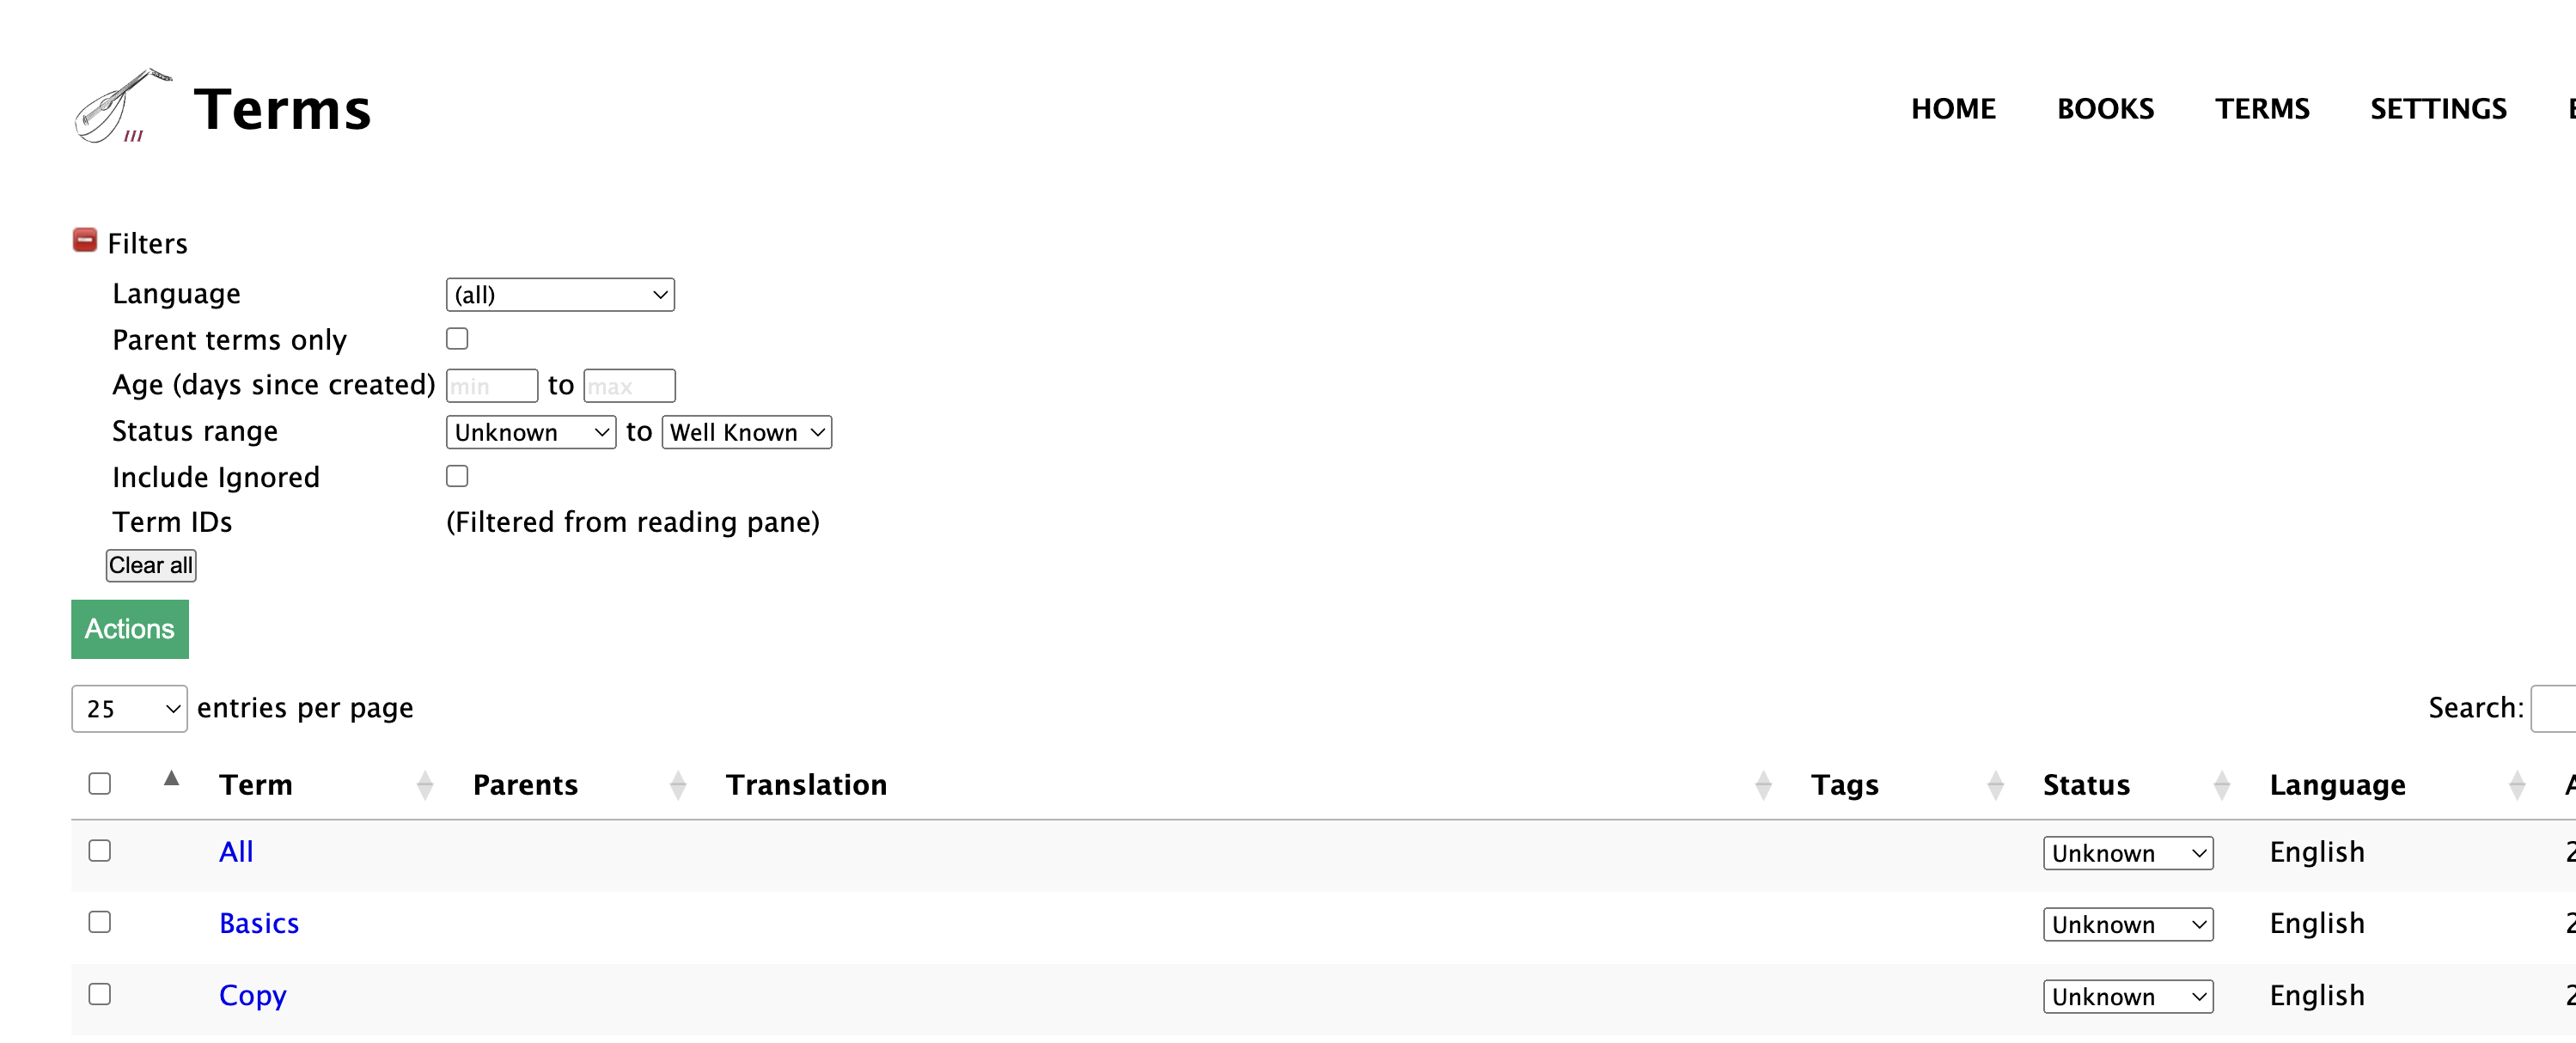 Terms
HOME BOOKS TERMS SETTINGS
Filters
Language (all)
Parent terms only
Age (days since created) min to max
Status range Unknown to Well Known
Include Ignored
Term IDs (Filtered from reading pane)
Clear all
Actions
25 entries per page Search:
Term Parents Translation Tags Status Language
All Unknown English
Basics Unknown English
Copy Unknown English